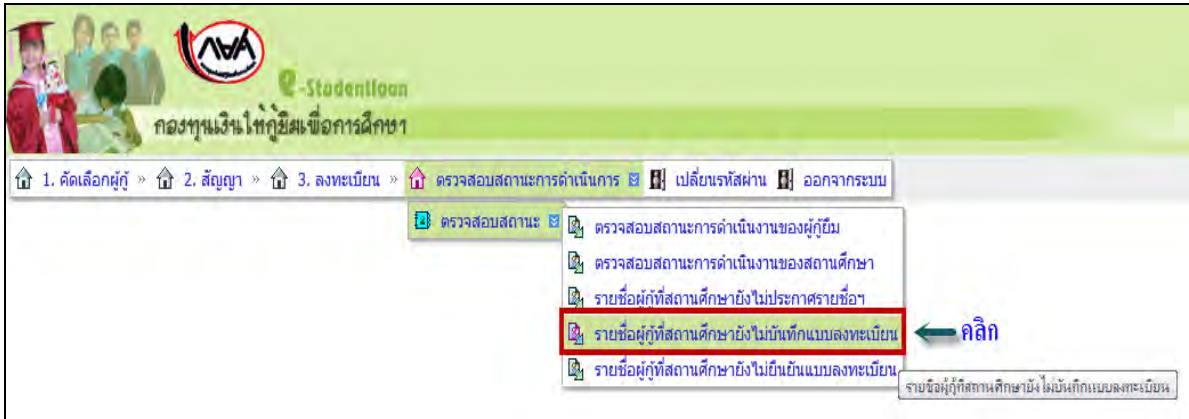 กยศ
e-Studentloan
กองทุนเงินให้กู้ยืมเพื่อการศึกษา
1. คัดเลือกผู้กู้ » 2. สัญญา » 3. ลงทะเบียน » ตรวจสอบสถานะการดำเนินการ เปลี่ยนรหัสผ่าน ออกจากระบบ
ตรวจสอบสถานะ
ตรวจสอบสถานะการดำเนินงานของผู้กู้ยืม
ตรวจสอบสถานะการดำเนินงานของสถานศึกษา
รายชื่อผู้กู้ที่สถานศึกษายังไม่ประกาศรายชื่อฯ
รายชื่อผู้กู้ที่สถานศึกษายังไม่บันทึกแบบลงทะเบียน คลิก
รายชื่อผู้กู้ที่สถานศึกษายังไม่ยืนยันแบบลงทะเบียน
รายชื่อผู้กู้ที่สถานศึกษายังไม่บันทึกแบบลงทะเบียน